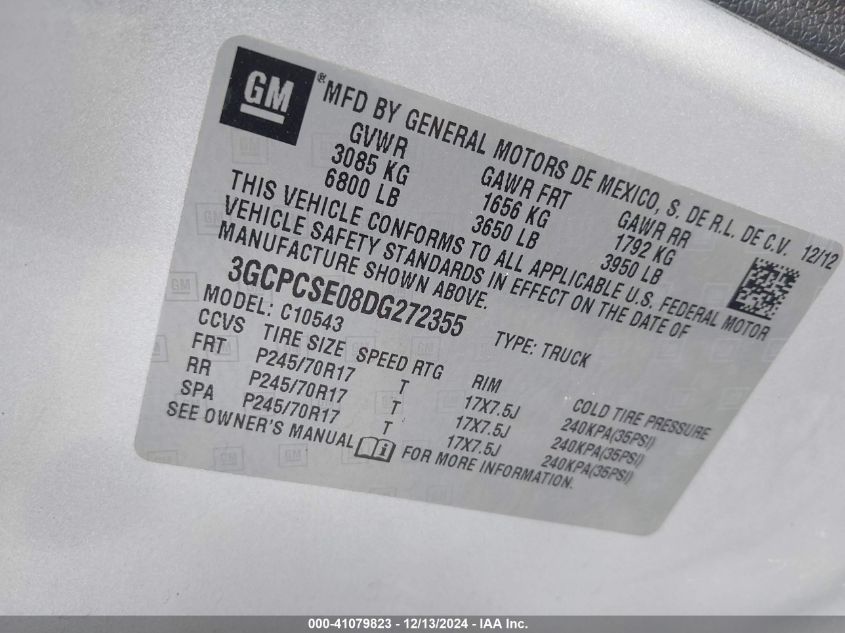 GM
® MFD BY GENERAL MOTORS DE MEXICO, S. DE R.L. DE C.V. 12/12
GVWR GAWR FRT GAWR RR
3085 KG 1656 KG 1792 KG
6800 LB 3650 LB 3950 LB
THIS VEHICLE CONFORMS TO ALL APPLICABLE U.S. FEDERAL MOTOR
VEHICLE SAFETY STANDARDS IN EFFECT ON THE DATE OF
MANUFACTURE SHOWN ABOVE.
3GCPCSE08DG272355 TYPE: TRUCK
MODEL: C10543
CCVS TIRE SIZE SPEED RTG RIM COLD TIRE PRESSURE
FRT P245/70R17 T 17X7.5J 240KPA(35PSI)
RR P245/70R17 T 17X7.5J 240KPA(35PSI)
SPA P245/70R17 T 17X7.5J 240KPA(35PSI)
SEE OWNER'S MANUAL FOR MORE INFORMATION.
000-41079823 - 12/13/2024 - IAA Inc.